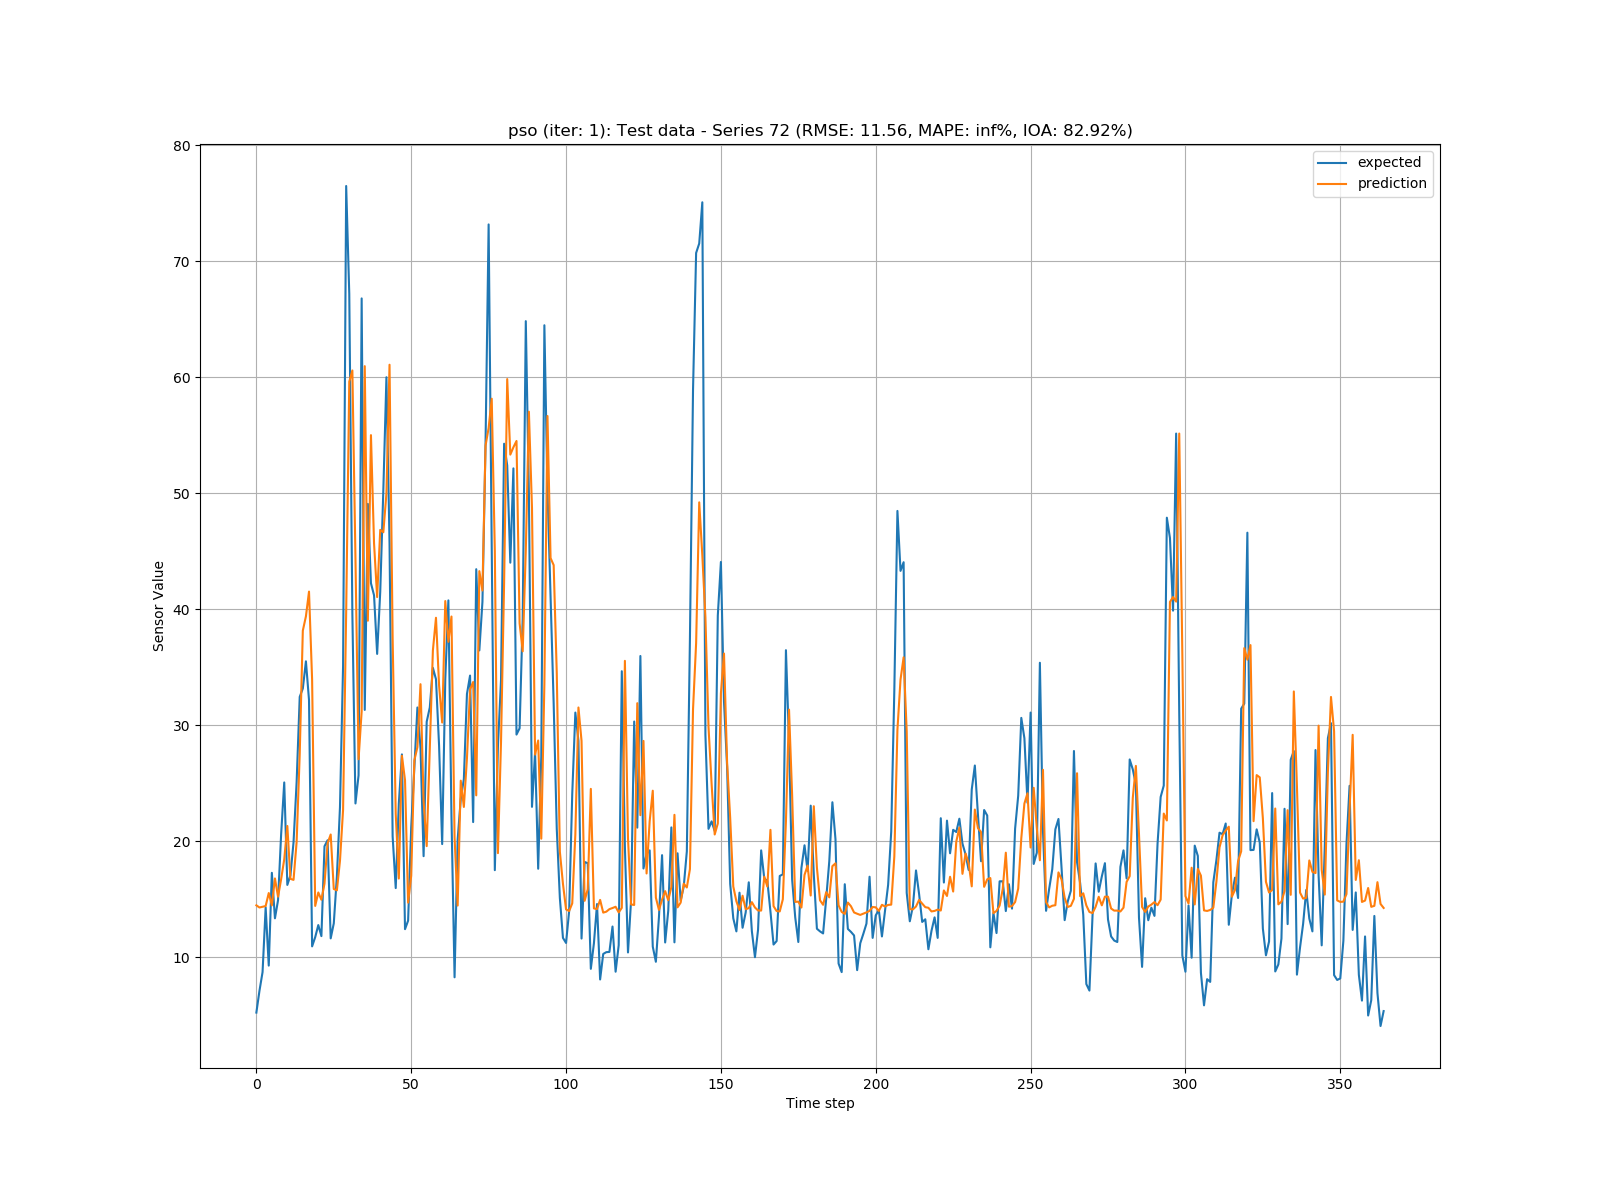 pso (iter: 1): Test data - Series 72 (RMSE: 11.56, MAPE: inf%, IOA: 82.92%)
expected
prediction
80
70
60
50
40
30
20
10
Sensor Value
0 50 100 150 200 250 300 350
Time step